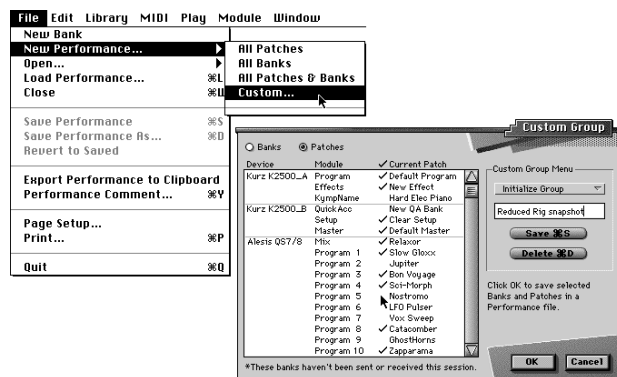 File Edit Library MIDI Play Module Window
New Bank
New Performance...
Open...
Load Performance... ⌘L
Close ⌘W
Save Performance ⌘S
Save Performance As... ⌘D
Revert to Saved
Export Performance to Clipboard
Performance Comment... ⌘Y
Page Setup...
Print... ⌘P
Quit ⌘Q
All Patches
All Banks
All Patches & Banks
Custom...
Custom Group
Banks Patches
Device Module ✓Current Patch
Kurz K2500_A Program ✓Default Program
Effects ✓New Effect
KympName Hard Elec Piano
Kurz K2500_B QuickAcc New QA Bank
Setup ✓Clear Setup
Master ✓Default Master
Alesis QS7/8 Mix ✓Relaxor
Program 1 ✓Slow Gloxx
Program 2 Jupiter
Program 3 ✓Bon Voyage
Program 4 ✓Sci-Morph
Program 5 Nostromo
Program 6 ✓LFO Pulser
Program 7 Vox Sweep
Program 8 ✓Catacomber
Program 9 GhostHorns
Program 10 ✓Zapparama
*These banks haven't been sent or received this session.
Custom Group Menu
Initialize Group
Reduced Rig snapshot
Save ⌘S
Delete ⌘D
Click OK to save selected
Banks and Patches in a
Performance file.
OK Cancel